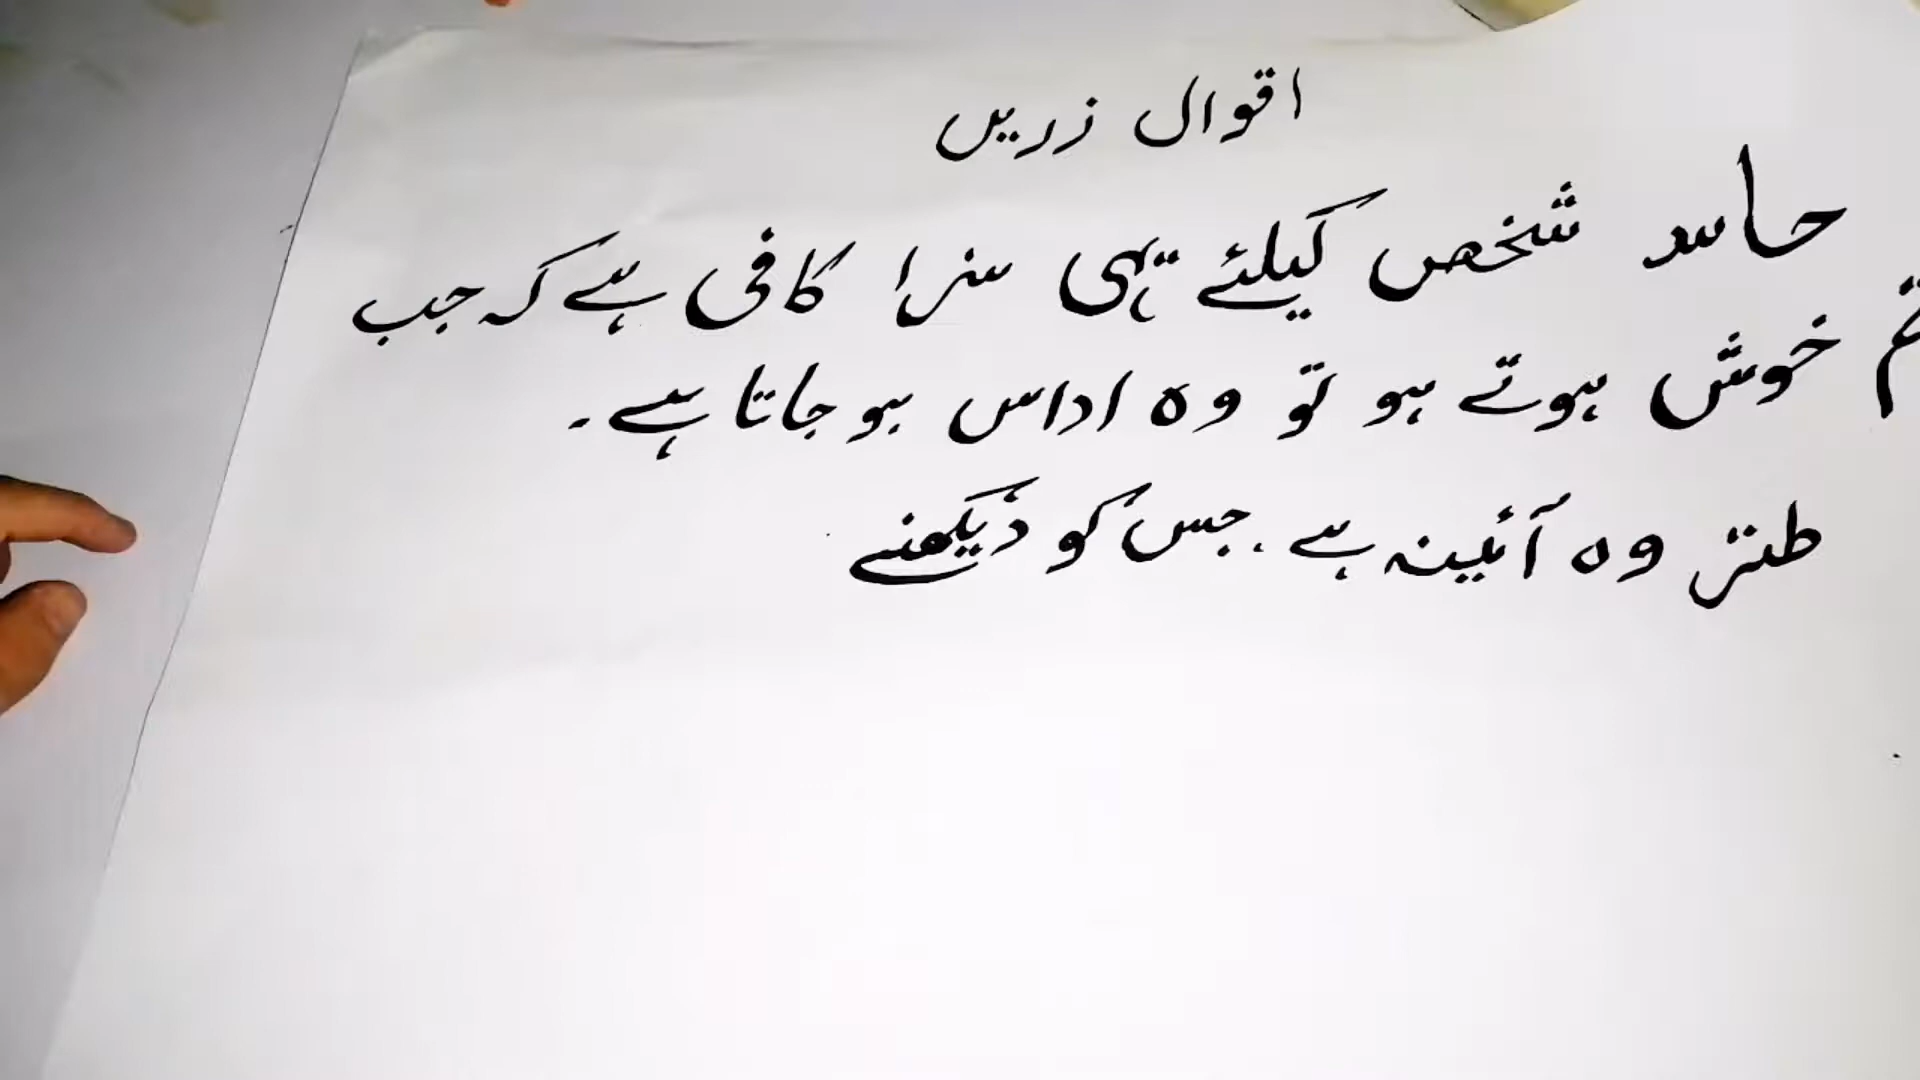 اقوال زریں
حاسد شخص کیلئے یہی سزا کافی ہے کہ جب
تم خوش ہوتے ہو تو وہ اداس ہو جاتا ہے۔
طنز وہ آئینہ ہے، جس کو دیکھنے